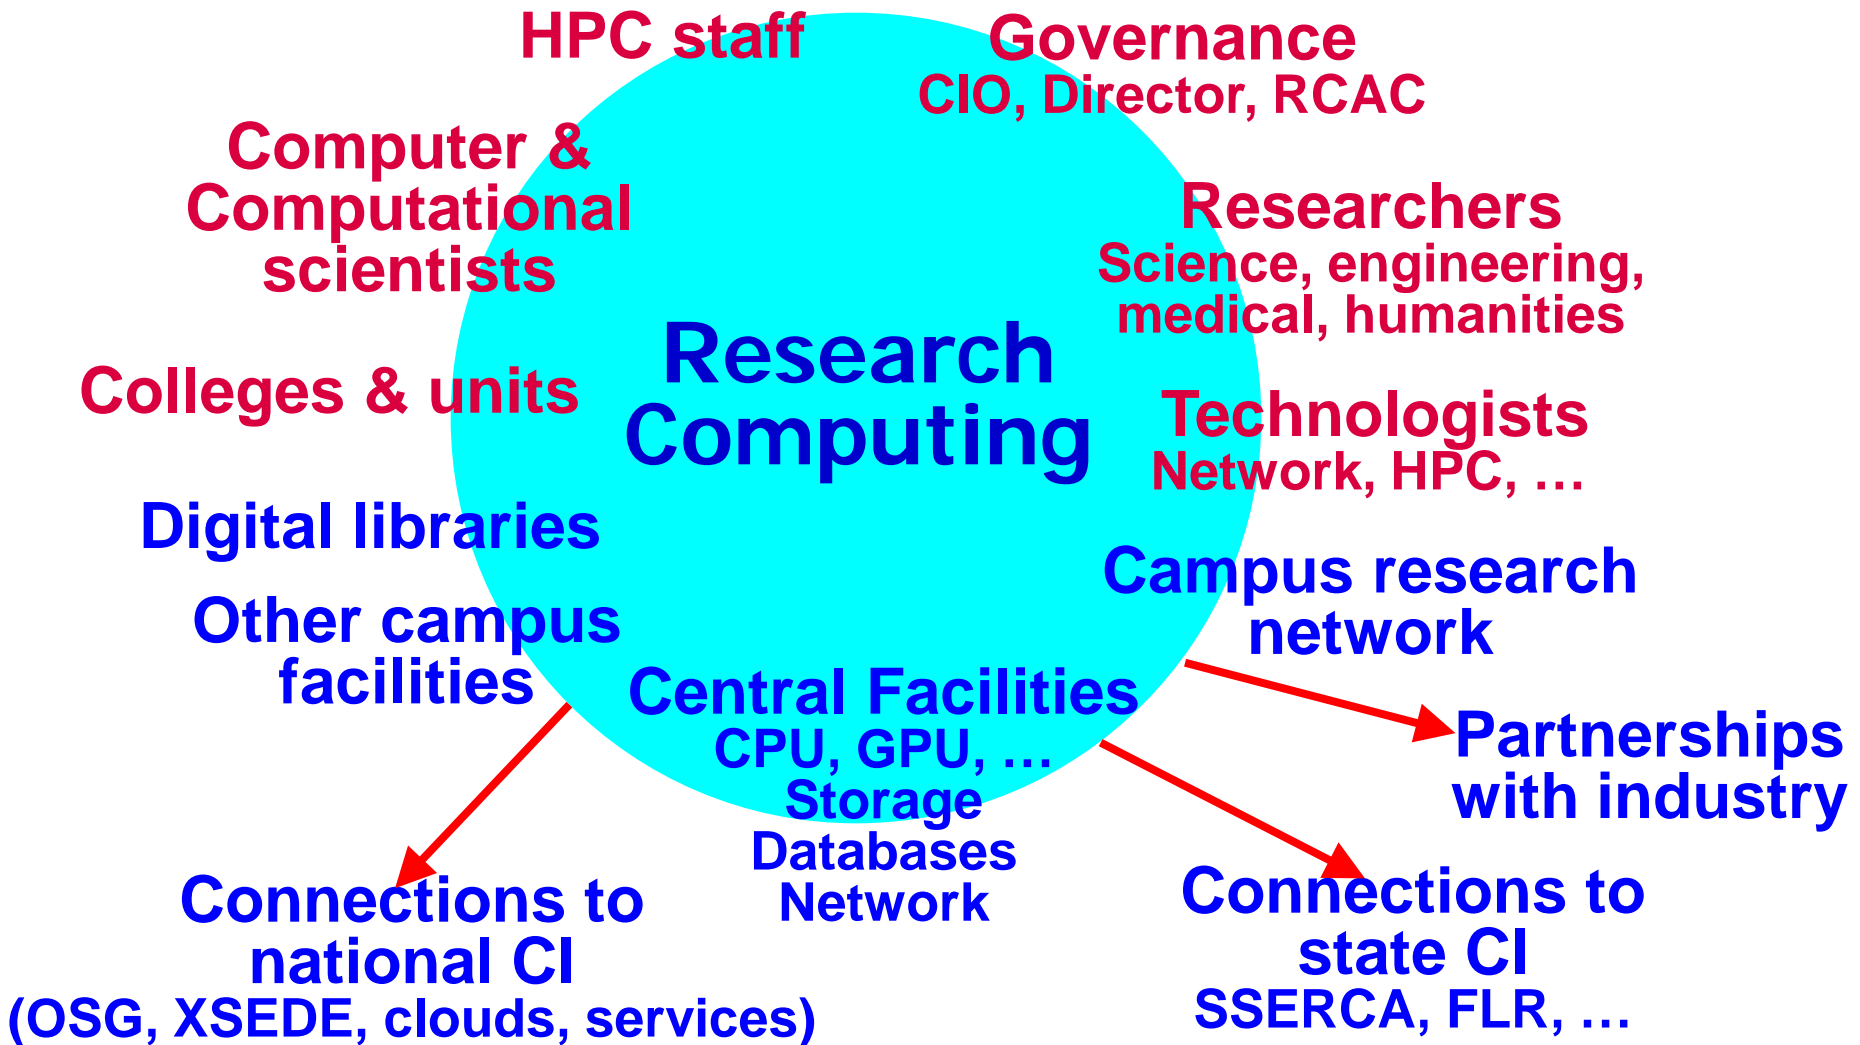 HPC staff
Governance
CIO, Director, RCAC
Computer &
Computational
scientists
Researchers
Science, engineering,
medical, humanities
Research
Computing
Colleges & units
Technologists
Network, HPC, …
Digital libraries
Campus research
network
Other campus
facilities
Central Facilities
CPU, GPU, …
Storage
Databases
Network
Partnerships
with industry
Connections to
national CI
(OSG, XSEDE, clouds, services)
Connections to
state CI
SSERCA, FLR, …